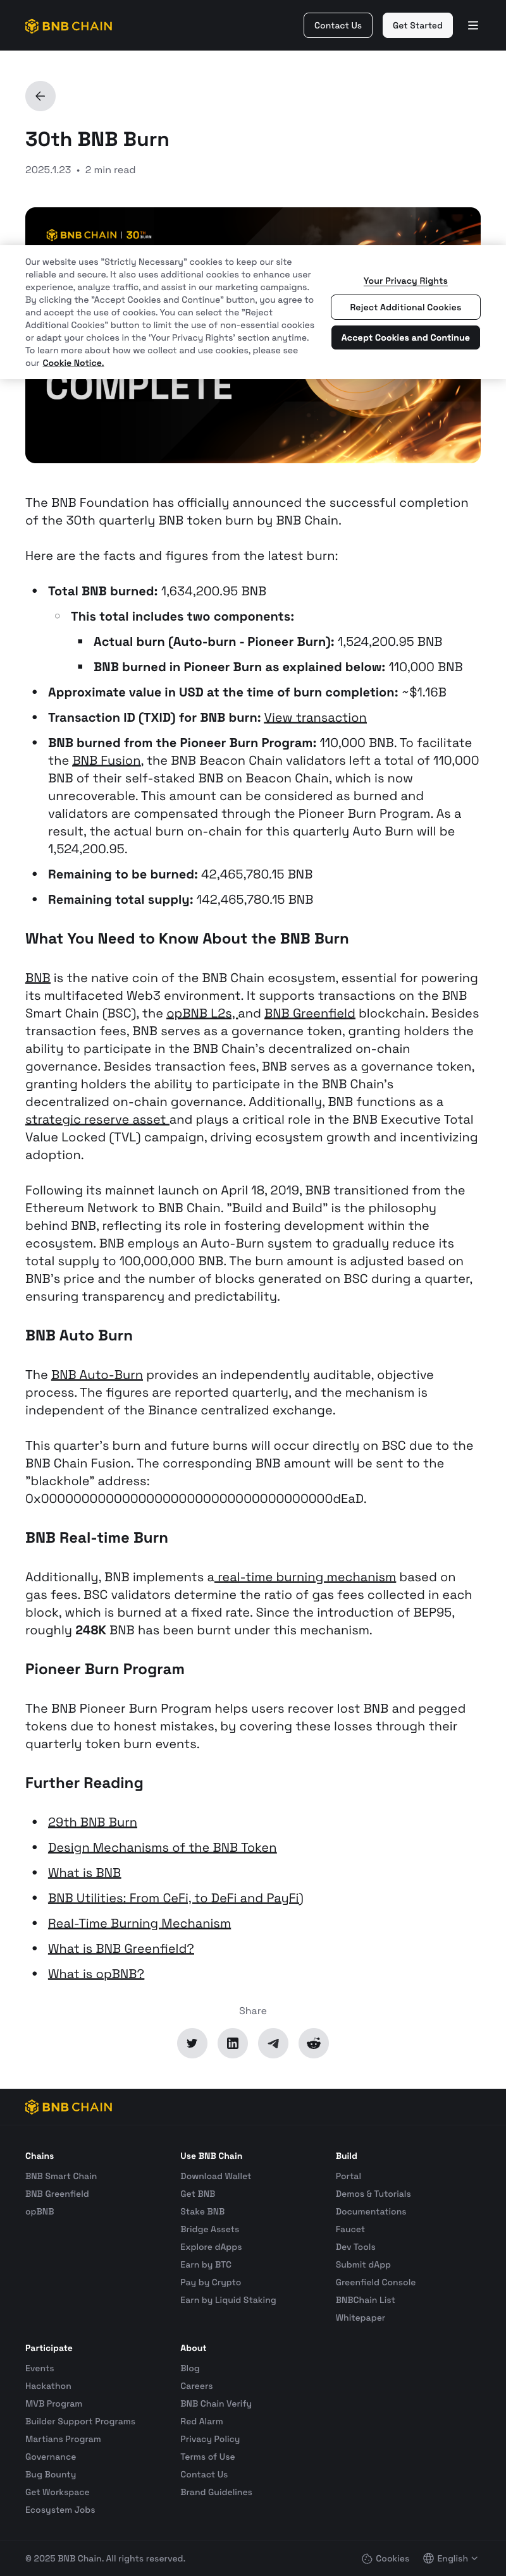 BNB CHAIN
Contact Us
Get Started
30th BNB Burn
2025.1.23 • 2 min read
BNB CHAIN | 30TH BNB BURN
Our website uses "Strictly Necessary" cookies to keep our site
reliable and secure. It also uses additional cookies to enhance user
experience, analyze traffic, and assist in our marketing campaigns.
By clicking the "Accept Cookies and Continue" button, you agree to
and accept the use of cookies. You can select the "Reject
Additional Cookies" button to limit the use of non-essential cookies
or adapt your choices in the 'Your Privacy Rights' section anytime.
To learn more about how we collect and use cookies, please see
our Cookie Notice.
Your Privacy Rights
Reject Additional Cookies
Accept Cookies and Continue
COMPLETE
The BNB Foundation has officially announced the successful completion
of the 30th quarterly BNB token burn by BNB Chain.
Here are the facts and figures from the latest burn:
• Total BNB burned: 1,634,200.95 BNB
○ This total includes two components:
■ Actual burn (Auto-burn - Pioneer Burn): 1,524,200.95 BNB
■ BNB burned in Pioneer Burn as explained below: 110,000 BNB
• Approximate value in USD at the time of burn completion: ~$1.16B
• Transaction ID (TXID) for BNB burn: View transaction
• BNB burned from the Pioneer Burn Program: 110,000 BNB. To facilitate
the BNB Fusion, the BNB Beacon Chain validators left a total of 110,000
BNB of their self-staked BNB on Beacon Chain, which is now
unrecoverable. This amount can be considered as burned and
validators are compensated through the Pioneer Burn Program. As a
result, the actual burn on-chain for this quarterly Auto Burn will be
1,524,200.95.
• Remaining to be burned: 42,465,780.15 BNB
• Remaining total supply: 142,465,780.15 BNB
What You Need to Know About the BNB Burn
BNB is the native coin of the BNB Chain ecosystem, essential for powering
its multifaceted Web3 environment. It supports transactions on the BNB
Smart Chain (BSC), the opBNB L2s, and BNB Greenfield blockchain. Besides
transaction fees, BNB serves as a governance token, granting holders the
ability to participate in the BNB Chain's decentralized on-chain
governance. Besides transaction fees, BNB serves as a governance token,
granting holders the ability to participate in the BNB Chain's
decentralized on-chain governance. Additionally, BNB functions as a
strategic reserve asset and plays a critical role in the BNB Executive Total
Value Locked (TVL) campaign, driving ecosystem growth and incentivizing
adoption.
Following its mainnet launch on April 18, 2019, BNB transitioned from the
Ethereum Network to BNB Chain. "Build and Build" is the philosophy
behind BNB, reflecting its role in fostering development within the
ecosystem. BNB employs an Auto-Burn system to gradually reduce its
total supply to 100,000,000 BNB. The burn amount is adjusted based on
BNB's price and the number of blocks generated on BSC during a quarter,
ensuring transparency and predictability.
BNB Auto Burn
The BNB Auto-Burn provides an independently auditable, objective
process. The figures are reported quarterly, and the mechanism is
independent of the Binance centralized exchange.
This quarter's burn and future burns will occur directly on BSC due to the
BNB Chain Fusion. The corresponding BNB amount will be sent to the
"blackhole" address:
0x000000000000000000000000000000000000dEaD.
BNB Real-time Burn
Additionally, BNB implements a real-time burning mechanism based on
gas fees. BSC validators determine the ratio of gas fees collected in each
block, which is burned at a fixed rate. Since the introduction of BEP95,
roughly 248K BNB has been burnt under this mechanism.
Pioneer Burn Program
The BNB Pioneer Burn Program helps users recover lost BNB and pegged
tokens due to honest mistakes, by covering these losses through their
quarterly token burn events.
Further Reading
• 29th BNB Burn
• Design Mechanisms of the BNB Token
• What is BNB
• BNB Utilities: From CeFi, to DeFi and PayFi)
• Real-Time Burning Mechanism
• What is BNB Greenfield?
• What is opBNB?
Share
BNB CHAIN
Chains
BNB Smart Chain
BNB Greenfield
opBNB
Use BNB Chain
Download Wallet
Get BNB
Stake BNB
Bridge Assets
Explore dApps
Earn by BTC
Pay by Crypto
Earn by Liquid Staking
Build
Portal
Demos & Tutorials
Documentations
Faucet
Dev Tools
Submit dApp
Greenfield Console
BNBChain List
Whitepaper
Participate
Events
Hackathon
MVB Program
Builder Support Programs
Martians Program
Governance
Bug Bounty
Get Workspace
Ecosystem Jobs
About
Blog
Careers
BNB Chain Verify
Red Alarm
Privacy Policy
Terms of Use
Contact Us
Brand Guidelines
© 2025 BNB Chain. All rights reserved.
Cookies
English